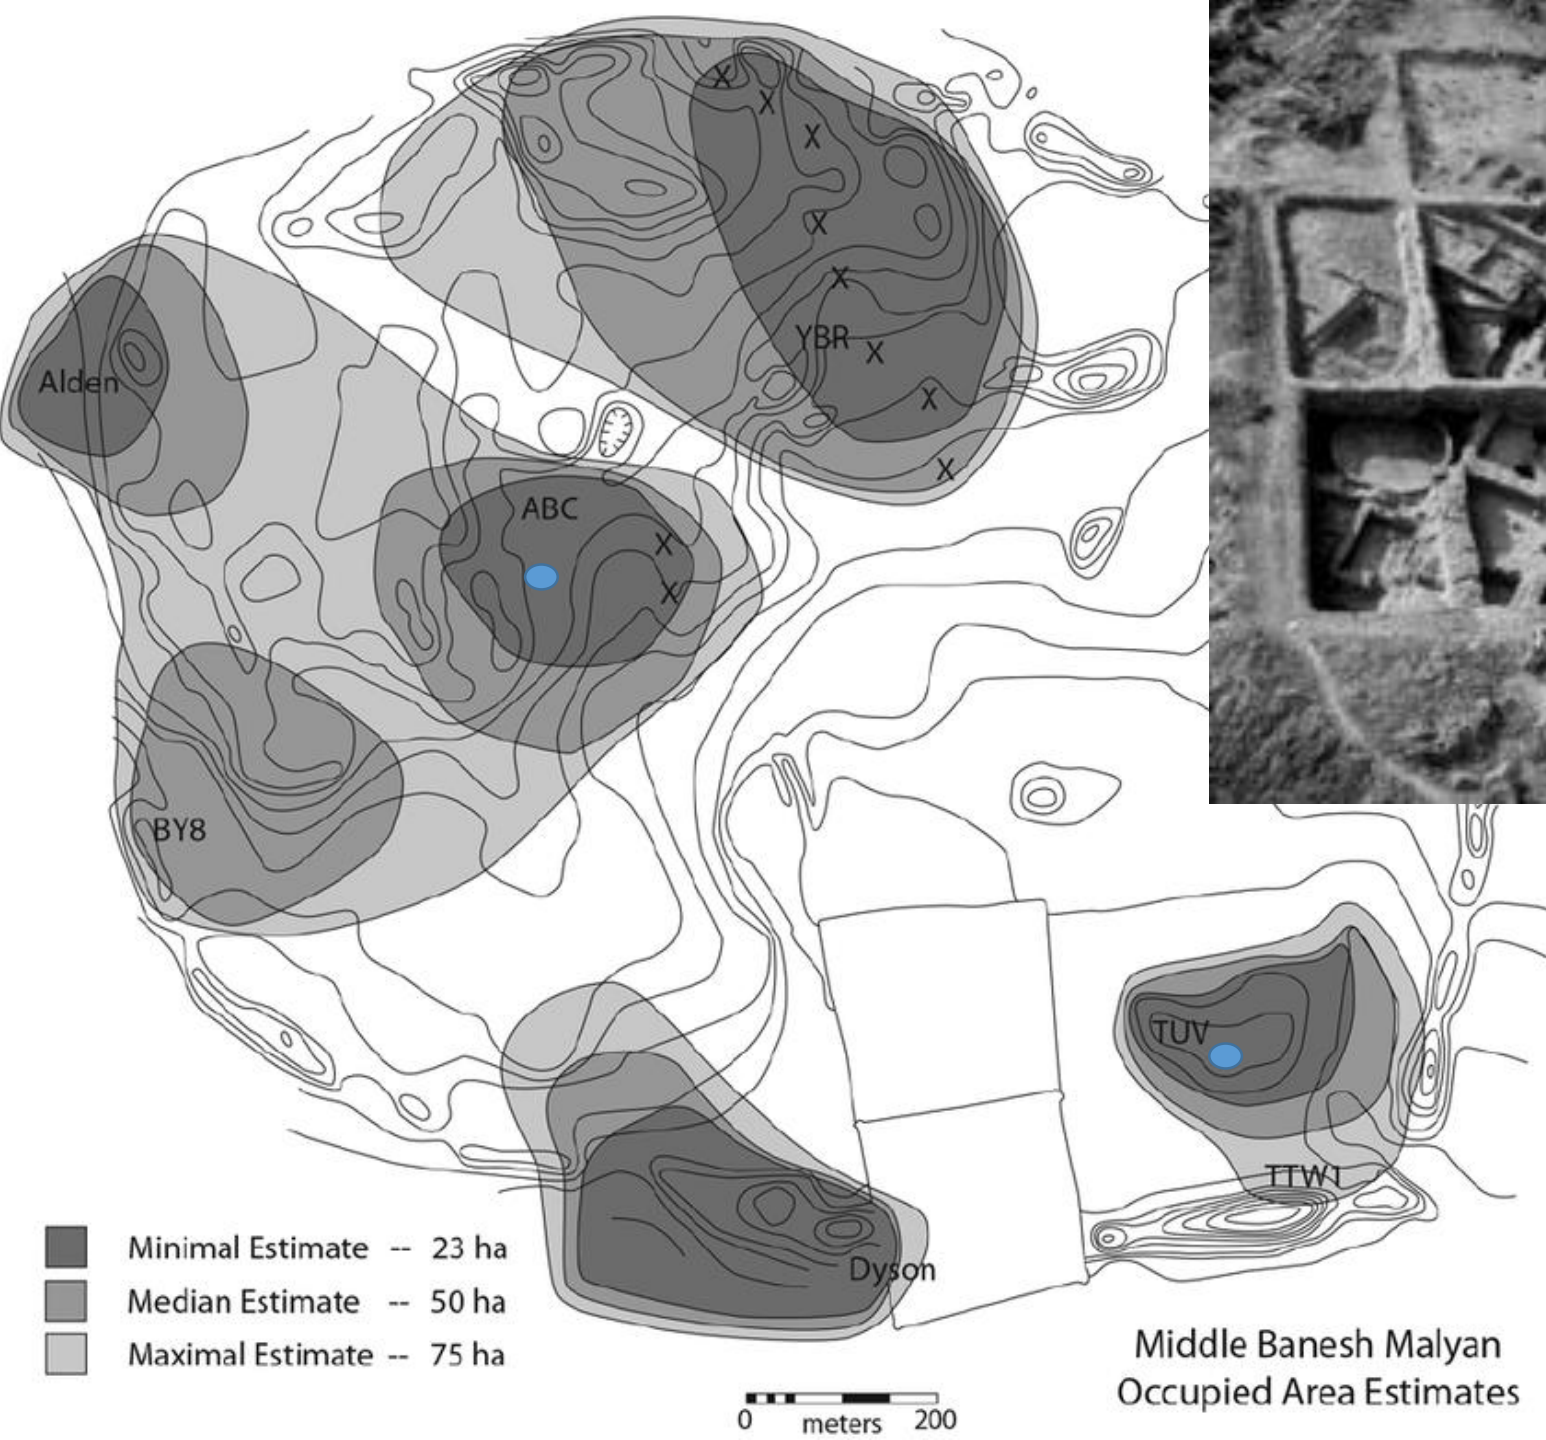 X
X
X
X
X
YBR X
Alden
X
X
ABC
X
X
BY8
TUV
TTW1
Dyson
Minimal Estimate -- 23 ha
Median Estimate -- 50 ha
Maximal Estimate -- 75 ha
0 meters 200
Middle Banesh Malyan
Occupied Area Estimates